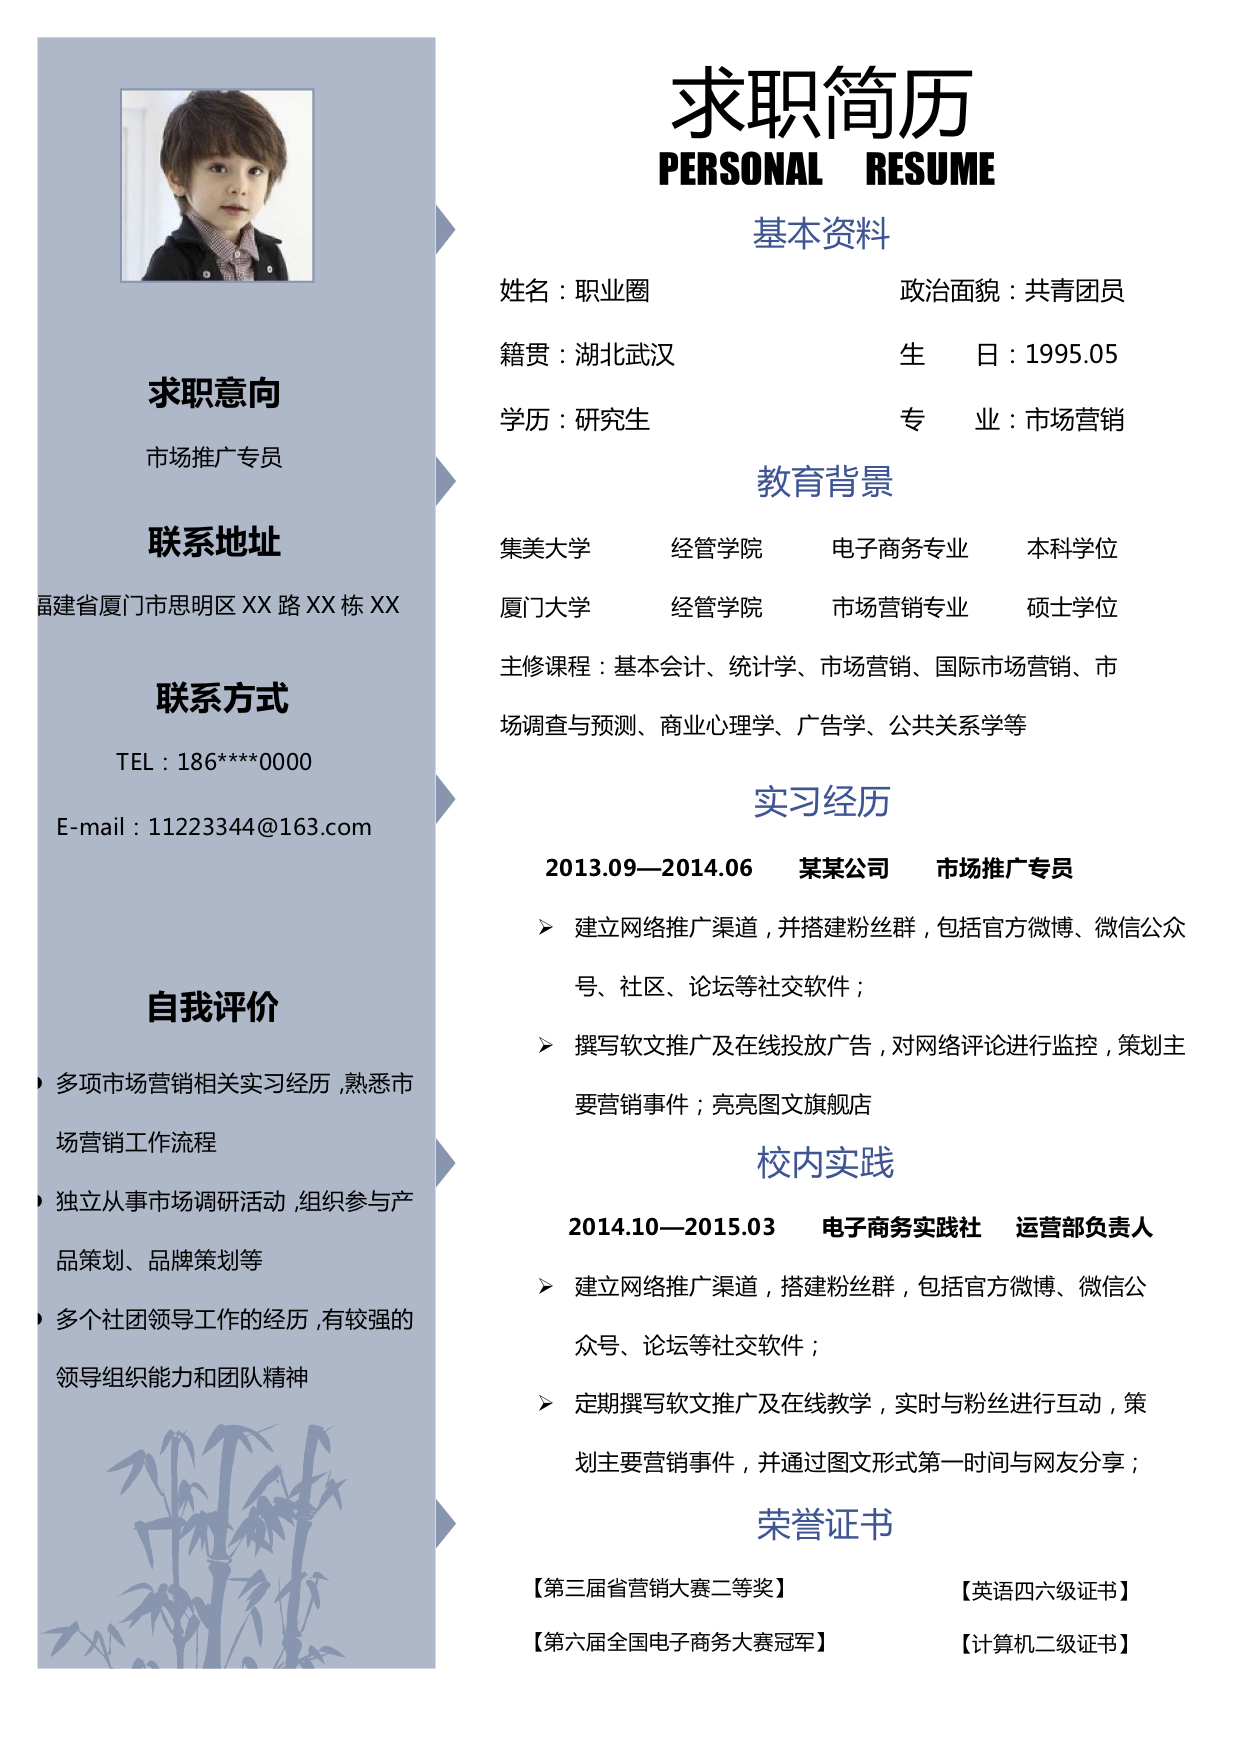 求职简历
PERSONAL RESUME
求职意向
市场推广专员
联系地址
福建省厦门市思明区 XX 路 XX 栋 XX
联系方式
TEL：186****0000
E-mail：11223344@163.com
自我评价
多项市场营销相关实习经历，熟悉市
场营销工作流程
独立从事市场调研活动，组织参与产
品策划、品牌策划等
多个社团领导工作的经历，有较强的
领导组织能力和团队精神
基本资料
姓名：职业圈 政治面貌：共青团员
籍贯：湖北武汉 生 日：1995.05
学历：研究生 专 业：市场营销
教育背景
集美大学 经管学院 电子商务专业 本科学位
厦门大学 经管学院 市场营销专业 硕士学位
主修课程：基本会计、统计学、市场营销、国际市场营销、市
场调查与预测、商业心理学、广告学、公共关系学等
实习经历
2013.09—2014.06 某某公司 市场推广专员
➢ 建立网络推广渠道，并搭建粉丝群，包括官方微博、微信公众
号、社区、论坛等社交软件；
➢ 撰写软文推广及在线投放广告，对网络评论进行监控，策划主
要营销事件；亮亮图文旗舰店
校内实践
2014.10—2015.03 电子商务实践社 运营部负责人
➢ 建立网络推广渠道，搭建粉丝群，包括官方微博、微信公
众号、论坛等社交软件；
➢ 定期撰写软文推广及在线教学，实时与粉丝进行互动，策
划主要营销事件，并通过图文形式第一时间与网友分享；
荣誉证书
【第三届省营销大赛二等奖】 【英语四六级证书】
【第六届全国电子商务大赛冠军】 【计算机二级证书】